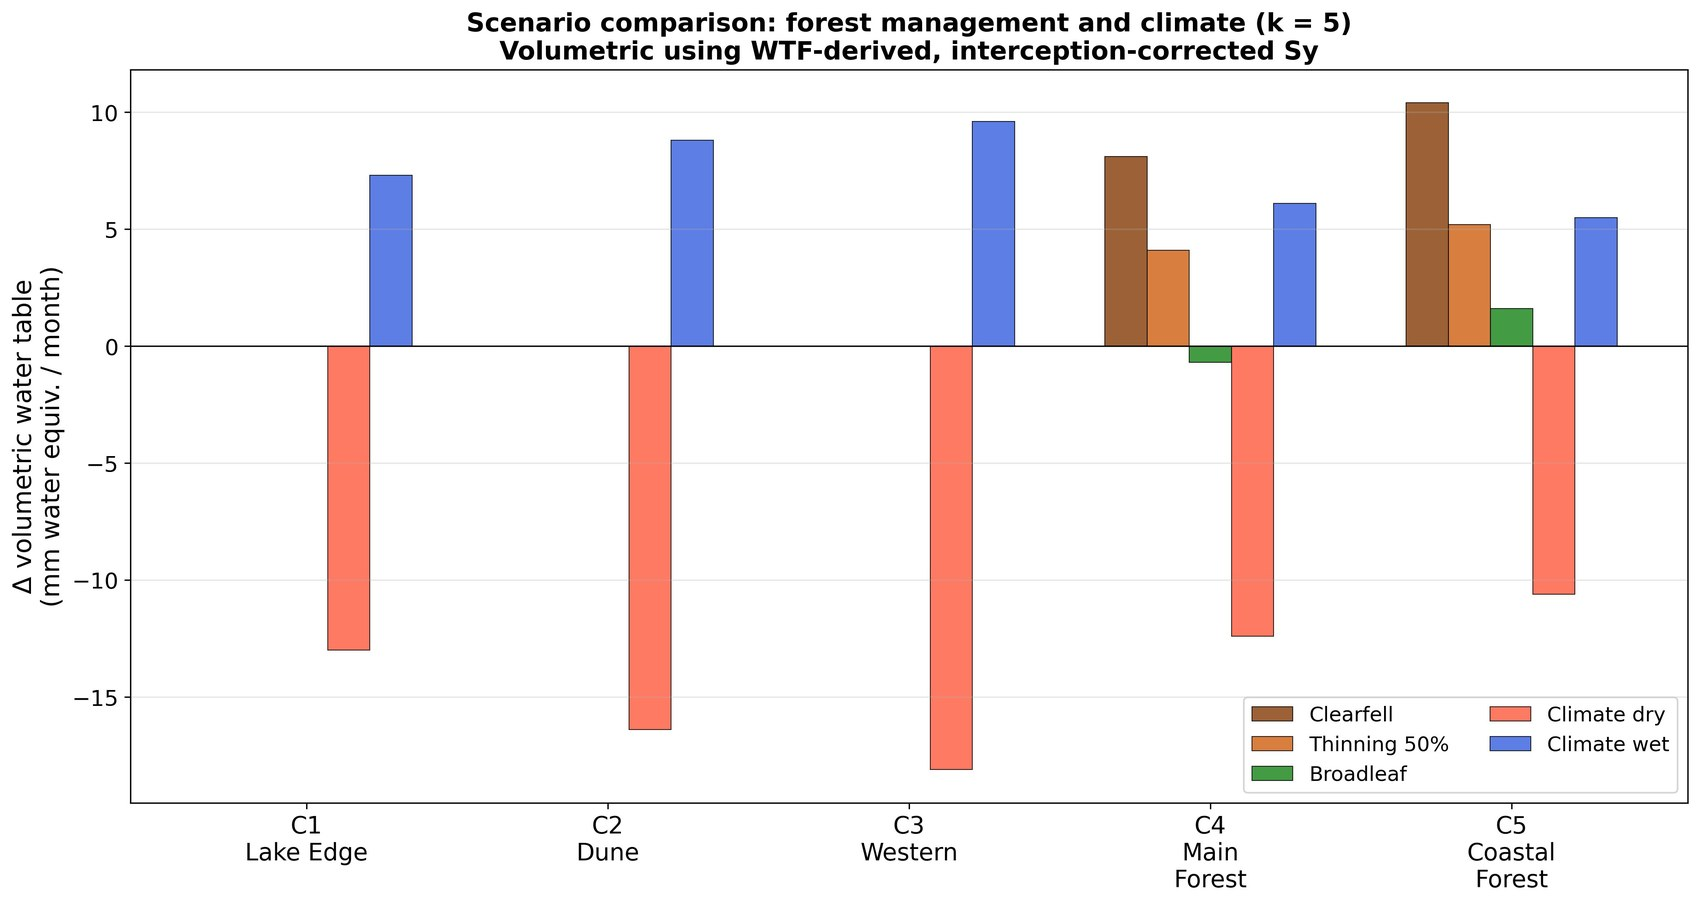 Scenario comparison: forest management and climate (k = 5)
Volumetric using WTF-derived, interception-corrected Sy
Δ volumetric water table
(mm water equiv. / month)
10
5
0
−5
−10
−15
C1
Lake Edge
C2
Dune
C3
Western
C4
Main
Forest
C5
Coastal
Forest
Clearfell
Thinning 50%
Broadleaf
Climate dry
Climate wet